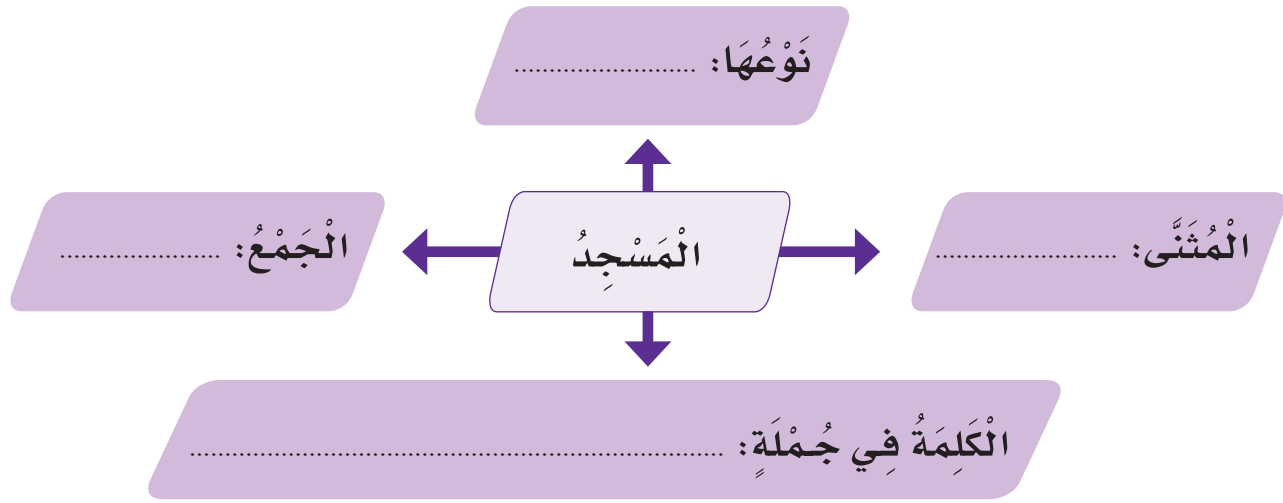 نَوْعُهَا: ..........................
الْمُثَنَّى: ..........................
الْمَسْجِدُ
الْجَمْعُ: .......................
الْكَلِمَةُ فِي جُمْلَةٍ: ............................................................................